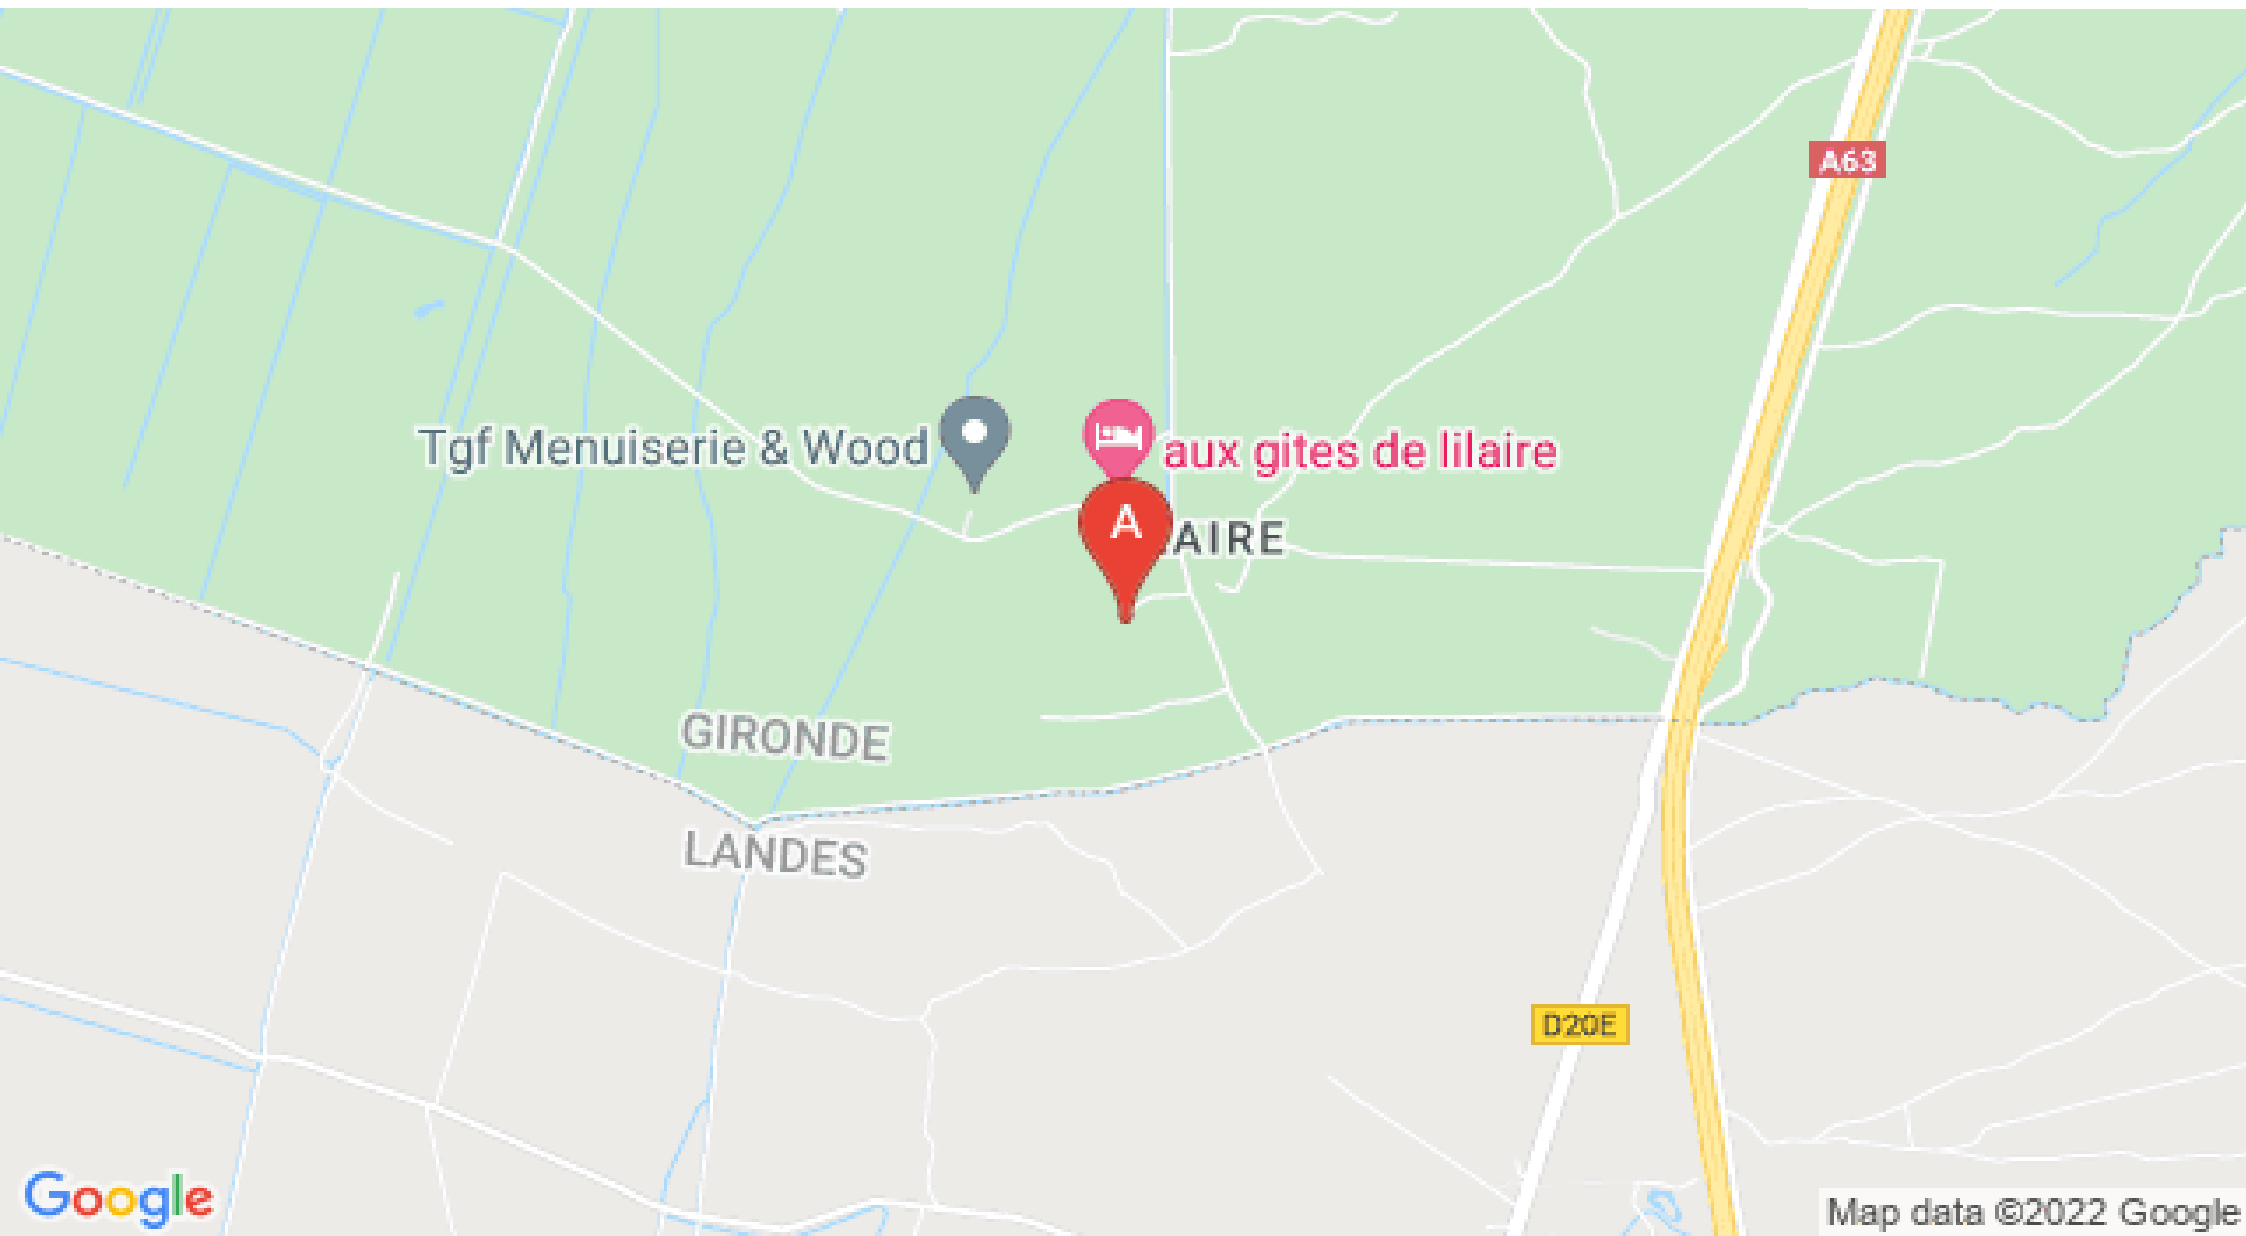 A63
Tgf Menuiserie & Wood
aux gites de lilaire
A
AIRE
GIRONDE
LANDES
D20E
Google
Map data ©2022 Google